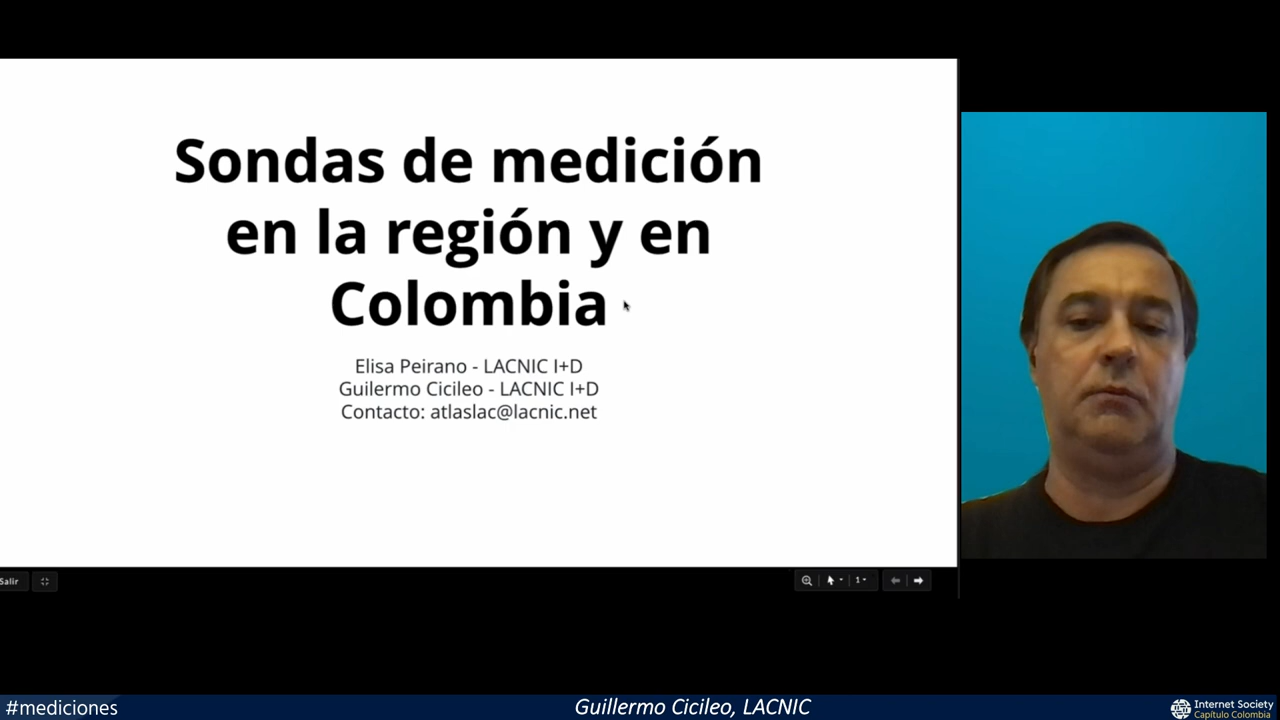 Sondas de medición
en la región y en
Colombia
Elisa Peirano - LACNIC I+D
Guilermo Cicileo - LACNIC I+D
Contacto: atlaslac@lacnic.net
Salir
1
#mediciones
Guillermo Cicileo, LACNIC
Internet Society
Capítulo Colombia